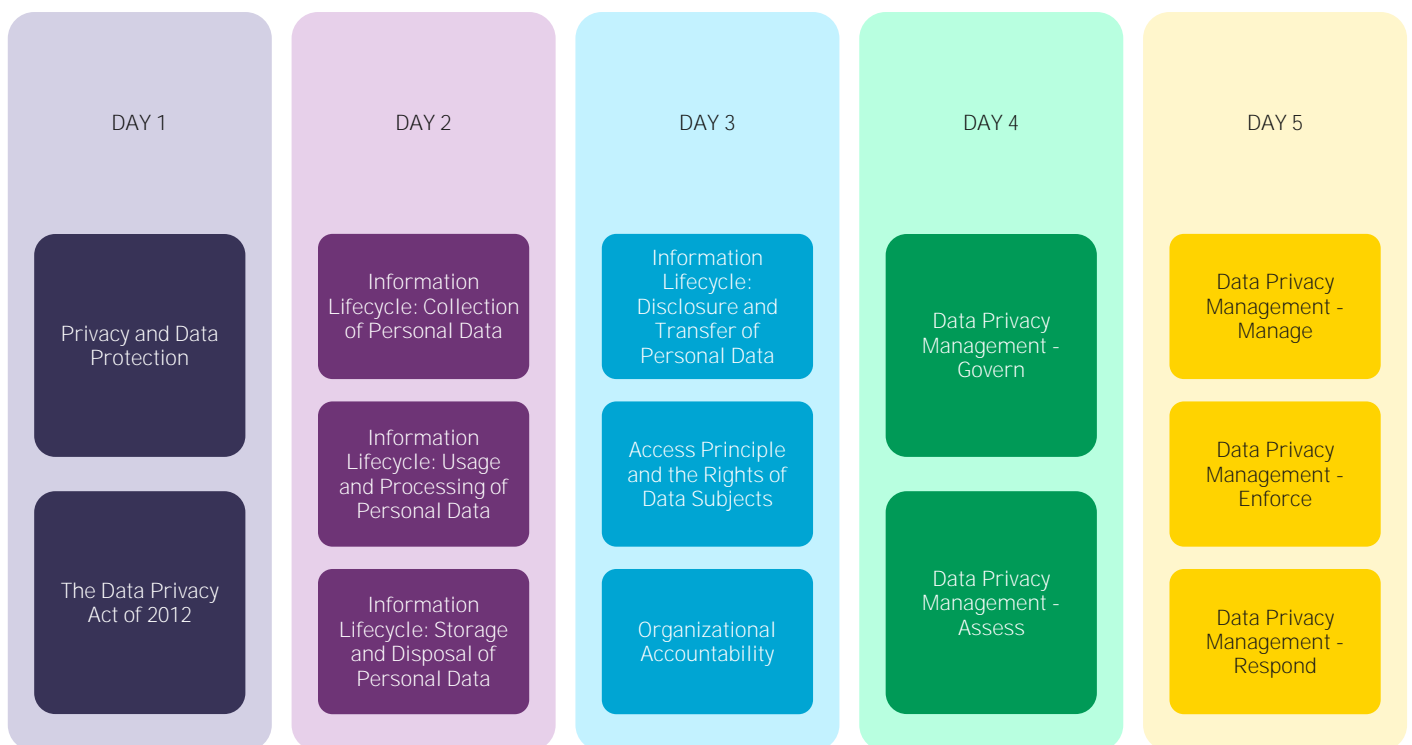 DAY 1
Privacy and Data
Protection
The Data Privacy
Act of 2012
DAY 2
Information
Lifecycle: Collection
of Personal Data
Information
Lifecycle: Usage
and Processing of
Personal Data
Information
Lifecycle: Storage
and Disposal of
Personal Data
DAY 3
Information
Lifecycle:
Disclosure and
Transfer of
Personal Data
Access Principle
and the Rights of
Data Subjects
Organizational
Accountability
DAY 4
Data Privacy
Management -
Govern
Data Privacy
Management -
Assess
DAY 5
Data Privacy
Management -
Manage
Data Privacy
Management -
Enforce
Data Privacy
Management -
Respond